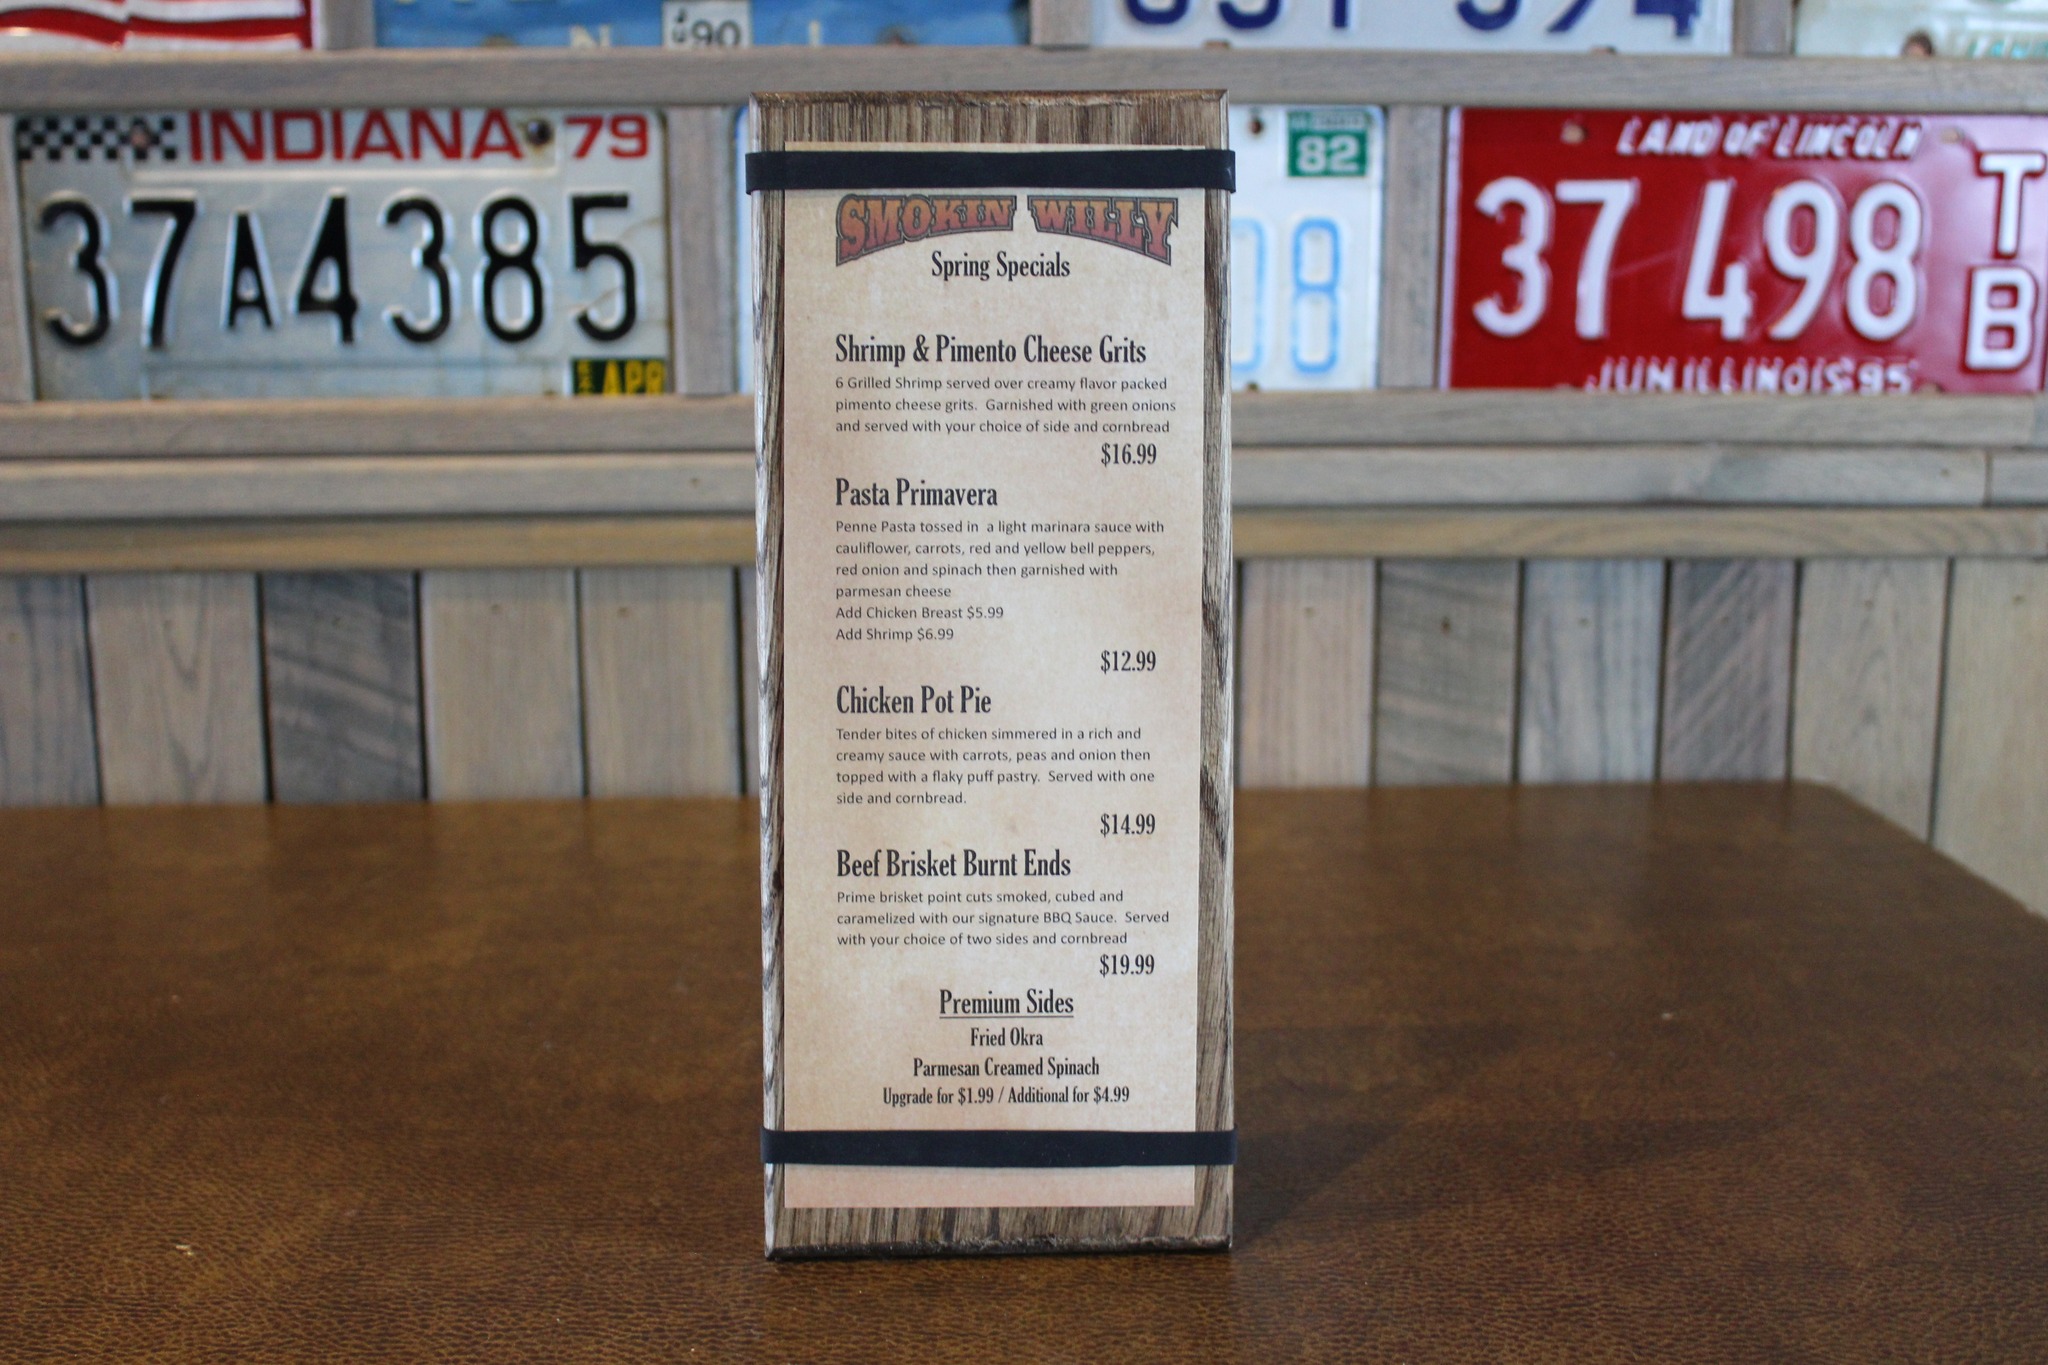 90
INDIANA 79
37A4385
APR
82
08
LAND OF LINCOLN
37 498
T
B
JUN ILLINOIS 95
SMOKIN WILLY
Spring Specials
Shrimp & Pimento Cheese Grits
6 Grilled Shrimp served over creamy flavor packed
pimento cheese grits.  Garnished with green onions
and served with your choice of side and cornbread
$16.99
Pasta Primavera
Penne Pasta tossed in  a light marinara sauce with
cauliflower, carrots, red and yellow bell peppers,
red onion and spinach then garnished with
parmesan cheese
Add Chicken Breast $5.99
Add Shrimp $6.99
$12.99
Chicken Pot Pie
Tender bites of chicken simmered in a rich and
creamy sauce with carrots, peas and onion then
topped with a flaky puff pastry.  Served with one
side and cornbread.
$14.99
Beef Brisket Burnt Ends
Prime brisket point cuts smoked, cubed and
caramelized with our signature BBQ Sauce.  Served
with your choice of two sides and cornbread
$19.99
Premium Sides
Fried Okra
Parmesan Creamed Spinach
Upgrade for $1.99 / Additional for $4.99